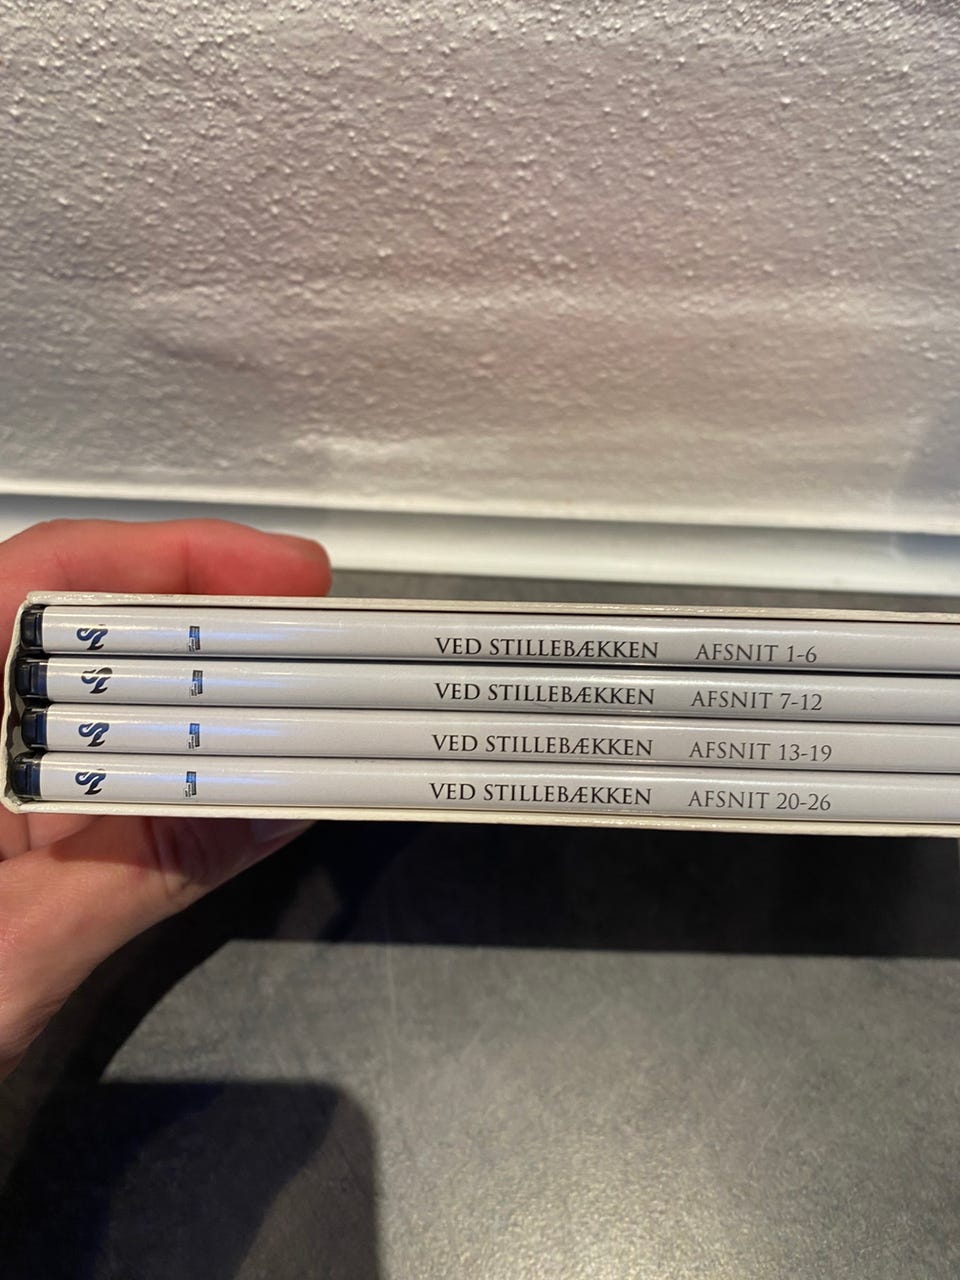 VED STILLEBÆKKEN AFSNIT 1-6
VED STILLEBÆKKEN AFSNIT 7-12
VED STILLEBÆKKEN AFSNIT 13-19
VED STILLEBÆKKEN AFSNIT 20-26